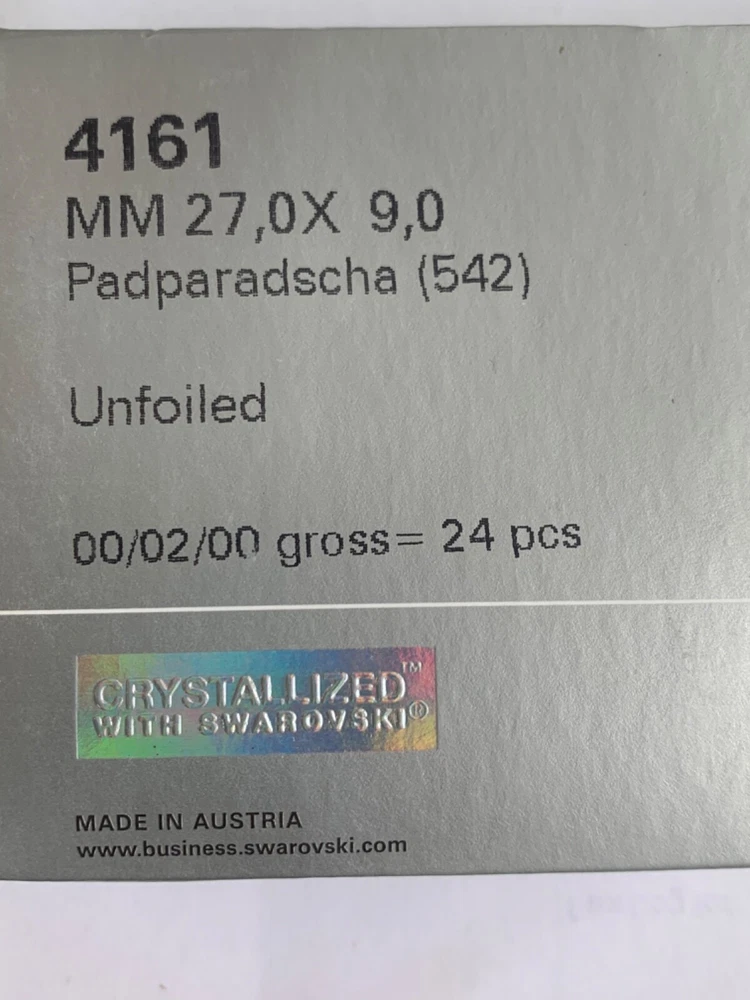 4161
MM 27,0X 9,0
Padparadscha (542)
Unfoiled
00/02/00 gross= 24 pcs
CRYSTALLIZED™
WITH SWAROVSKI®
MADE IN AUSTRIA
www.business.swarovski.com